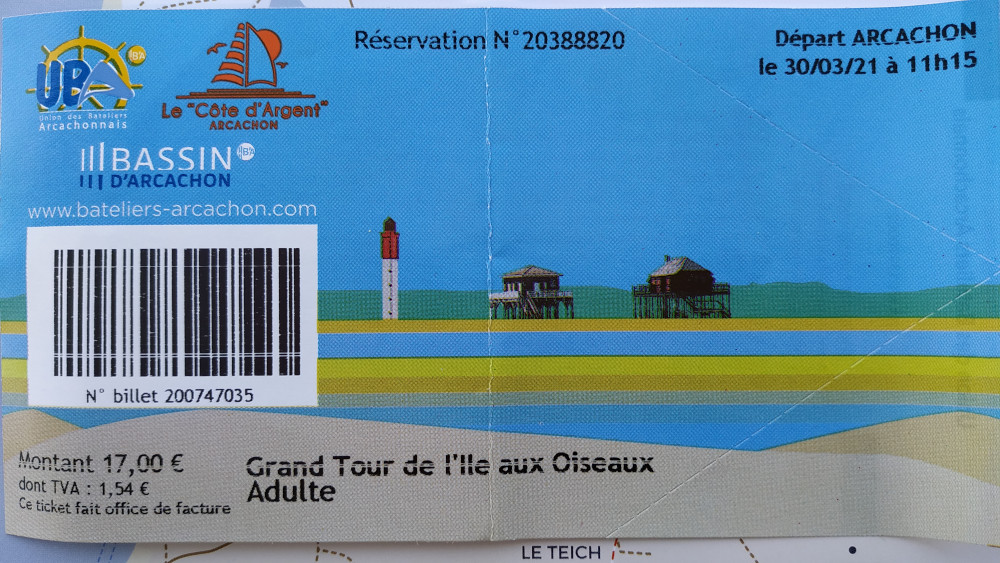 UBA
B'A
Union des Bateliers
Arcachonnais
Le "Côte d'Argent"
ARCACHON
BASSIN
D'ARCACHON
www.bateliers-arcachon.com
Réservation N°20388820
Départ ARCACHON
le 30/03/21 à 11h15
N° billet 200747035
Montant 17,00 €
dont TVA : 1,54 €
Ce ticket fait office de facture
Grand Tour de l'Ile aux Oiseaux
Adulte
LE TEICH